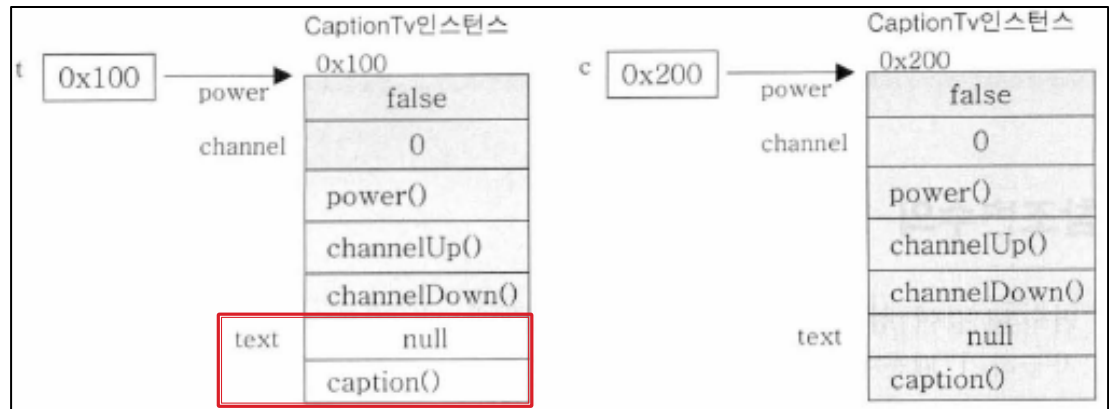 CaptionTv인스턴스
t
0x100
0x100
power
false
channel
0
power()
channelUp()
channelDown()
text
null
caption()
CaptionTv인스턴스
c
0x200
0x200
power
false
channel
0
power()
channelUp()
channelDown()
text
null
caption()